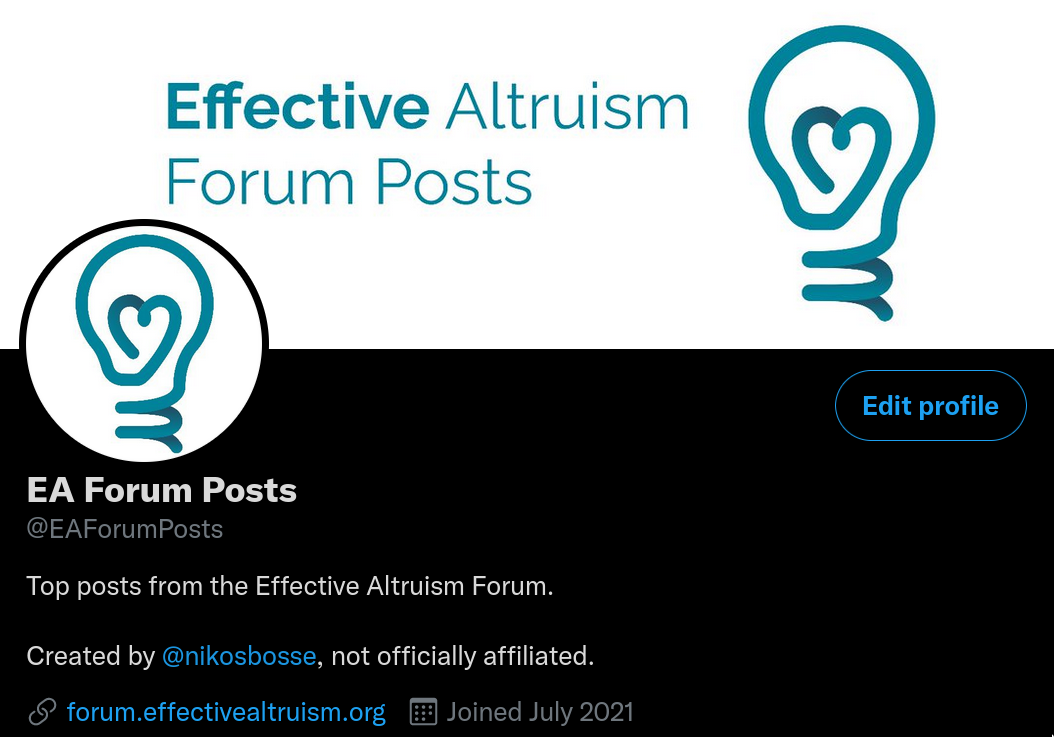 Effective Altruism
Forum Posts
Edit profile
EA Forum Posts
@EAForumPosts
Top posts from the Effective Altruism Forum.
Created by @nikosbosse, not officially affiliated.
forum.effectivealtruism.org Joined July 2021